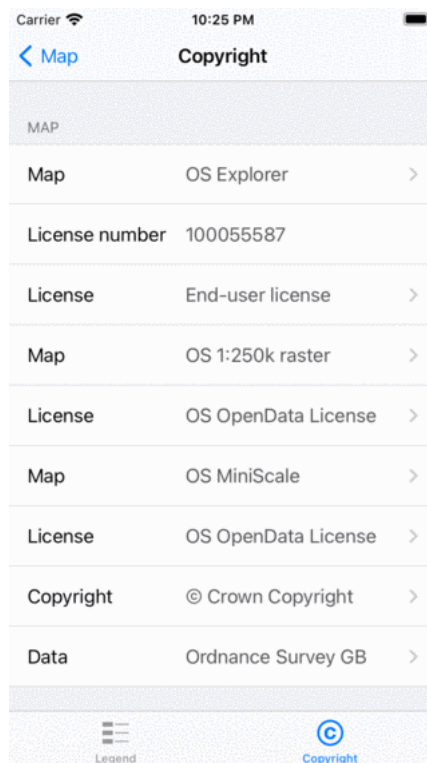 Carrier 10:25 PM
Map Copyright
MAP
Map OS Explorer
License number 100055587
License End-user license
Map OS 1:250k raster
License OS OpenData License
Map OS MiniScale
License OS OpenData License
Copyright © Crown Copyright
Data Ordnance Survey GB
Legend Copyright